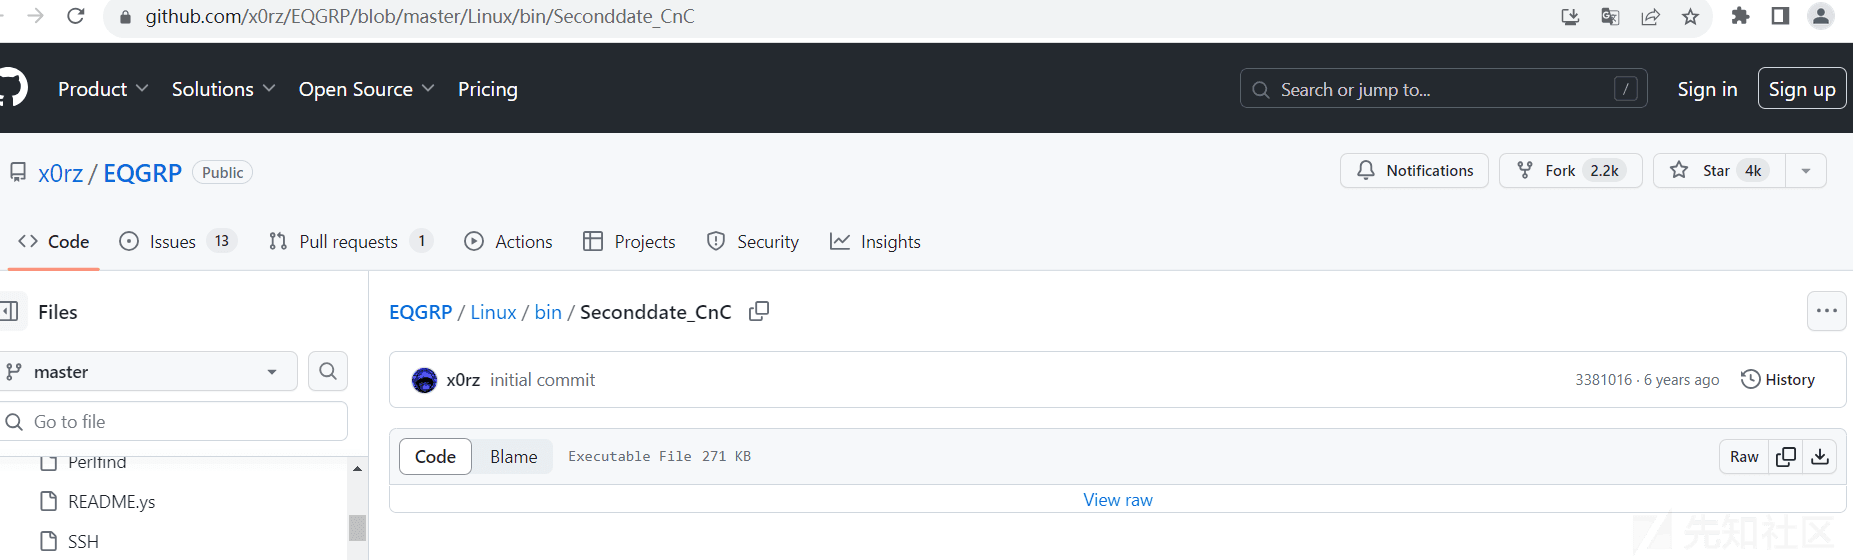 github.com/x0rz/EQGRP/blob/master/Linux/bin/Seconddate_CnC
Product Solutions Open Source Pricing Search or jump to... / Sign in Sign up
x0rz / EQGRP Public Notifications Fork 2.2k Star 4k
Code Issues 13 Pull requests 1 Actions Projects Security Insights
Files
EQGRP / Linux / bin / Seconddate_CnC
master
x0rz initial commit 3381016 · 6 years ago History
Go to file
Code Blame Executable File 271 KB Raw
Perlfind
View raw
README.ys
SSH
先知社区